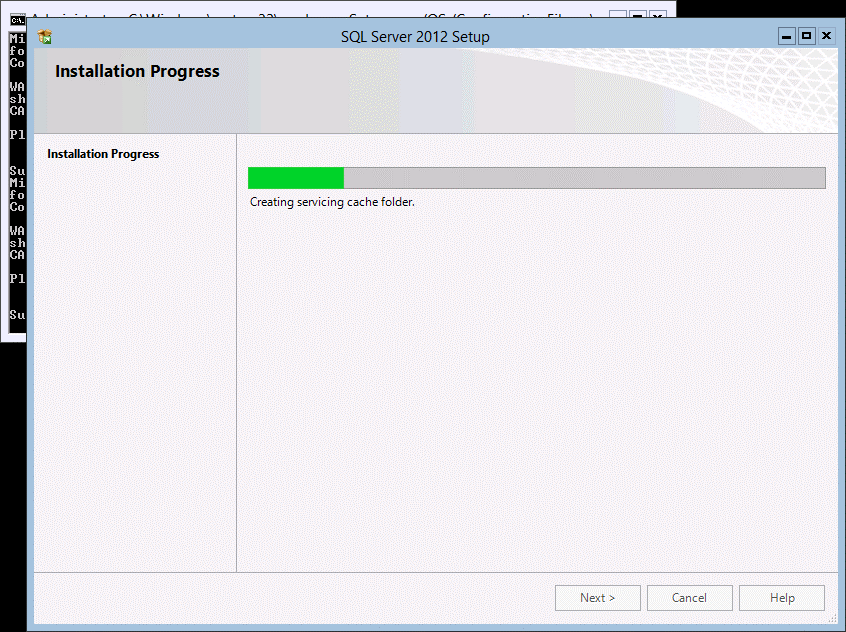 SQL Server 2012 Setup
Mi
fo
Co
WA
sh
CA
Pl
Su
Mi
fo
Co
WA
sh
CA
Pl
Su
Installation Progress
Installation Progress
Creating servicing cache folder.
Next >
Cancel
Help